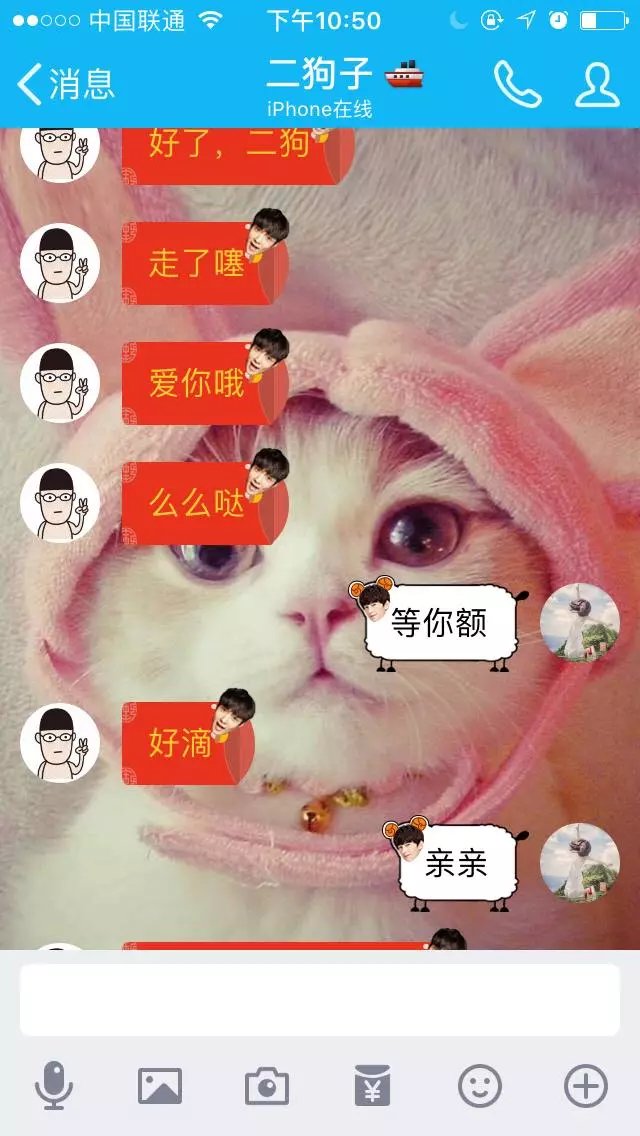 中国联通 下午10:50
消息 二狗子
iPhone在线
好了，二狗
走了噻
爱你哦
么么哒
等你额
好滴
亲亲
¥